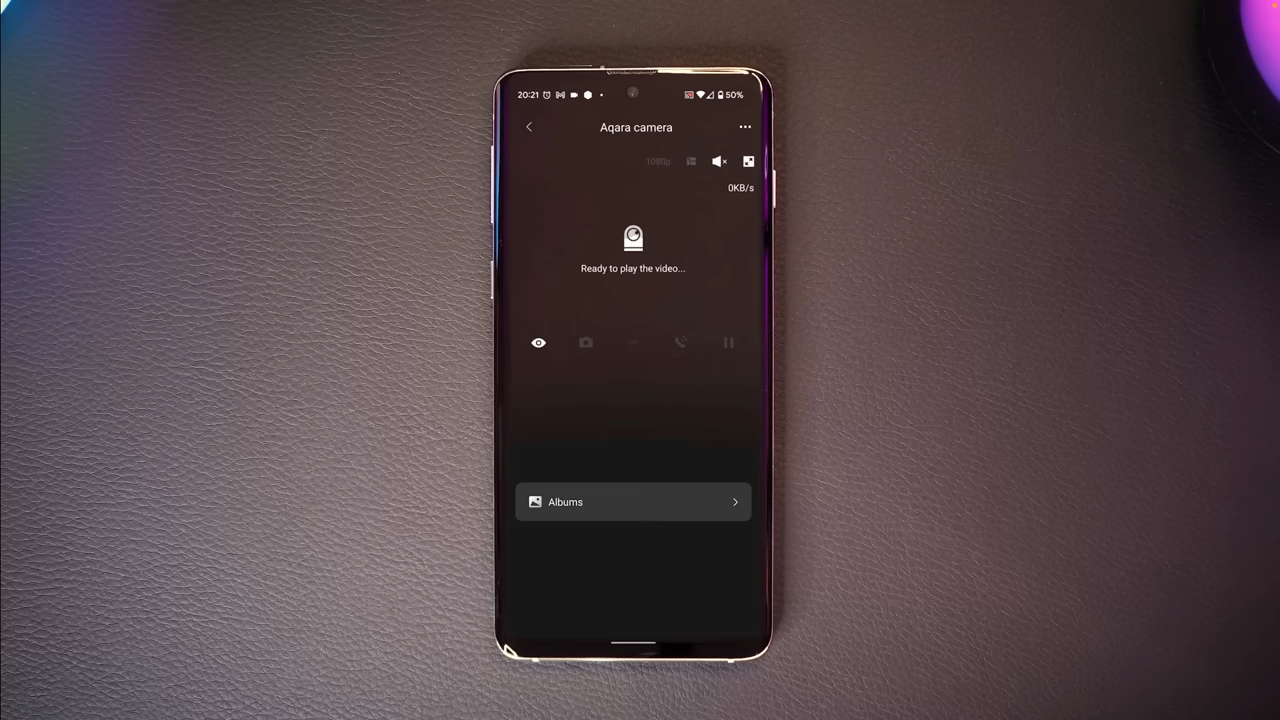 20:21 50%
Aqara camera
1080p
0KB/s
Ready to play the video...
Albums